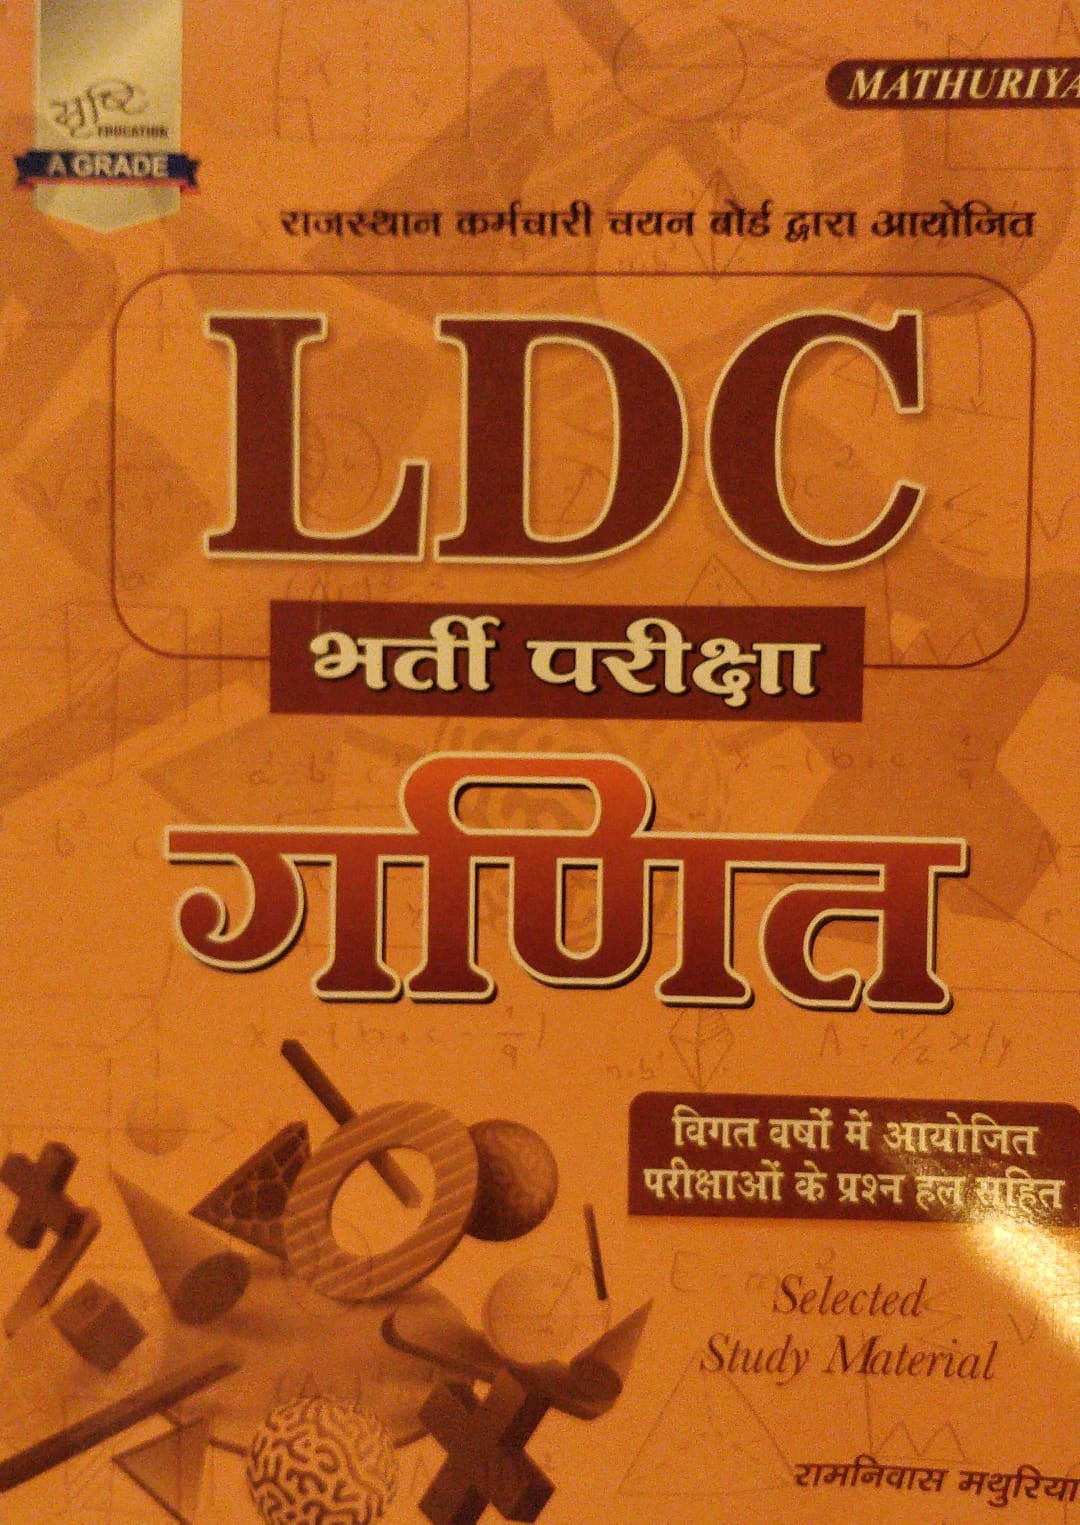 सृष्टि
EDUCATION
A GRADE
MATHURIYA
राजस्थान कर्मचारी चयन बोर्ड द्वारा आयोजित
LDC
भर्ती परीक्षा
गणित
विगत वर्षों में आयोजित
परीक्षाओं के प्रश्न हल सहित
Selected
Study Material
रामनिवास मथुरिया